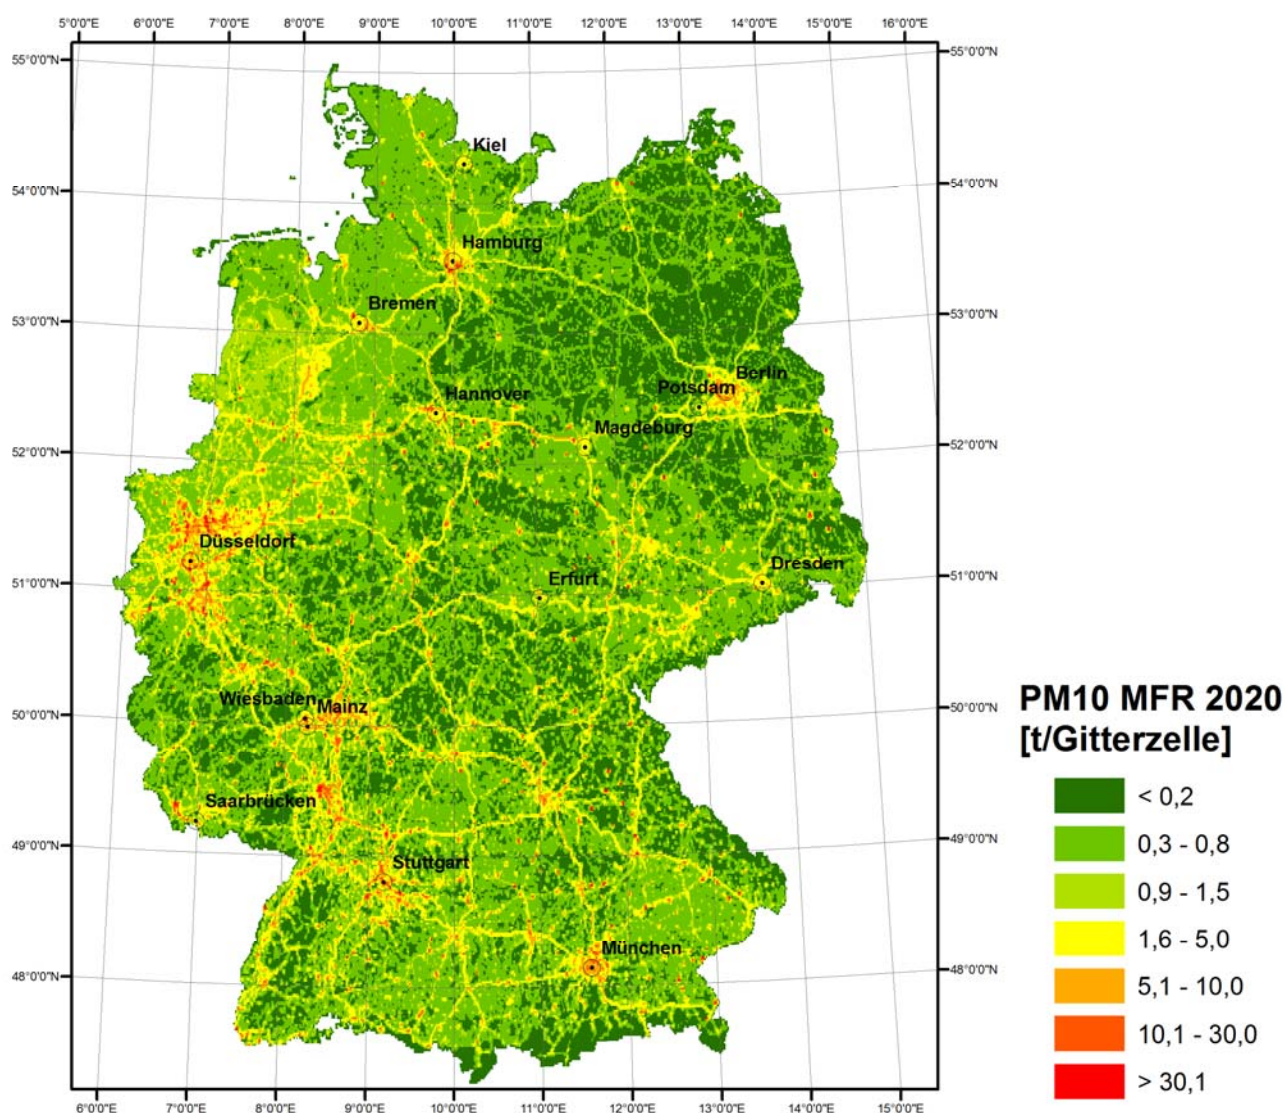 5°0'0"E 6°0'0"E 7°0'0"E 8°0'0"E 9°0'0"E 10°0'0"E 11°0'0"E 12°0'0"E 13°0'0"E 14°0'0"E 15°0'0"E 16°0'0"E
55°0'0"N 55°0'0"N
Kiel
54°0'0"N 54°0'0"N
Hamburg
Bremen
53°0'0"N 53°0'0"N
Berlin
Potsdam
Hannover
Magdeburg
52°0'0"N 52°0'0"N
Düsseldorf
Dresden
Erfurt
51°0'0"N 51°0'0"N
Wiesbaden
Mainz
50°0'0"N 50°0'0"N
Saarbrücken
49°0'0"N 49°0'0"N
Stuttgart
München
48°0'0"N 48°0'0"N
6°0'0"E 7°0'0"E 8°0'0"E 9°0'0"E 10°0'0"E 11°0'0"E 12°0'0"E 13°0'0"E 14°0'0"E 15°0'0"E
PM10 MFR 2020
[t/Gitterzelle]
< 0,2
0,3 - 0,8
0,9 - 1,5
1,6 - 5,0
5,1 - 10,0
10,1 - 30,0
> 30,1